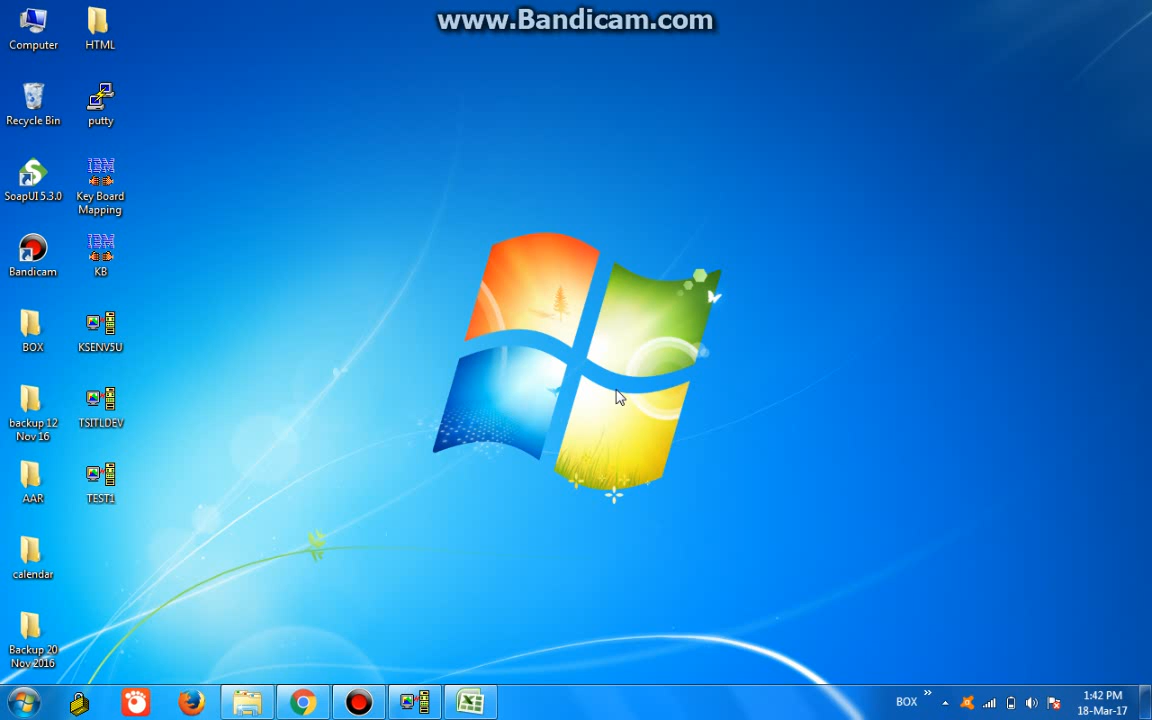 www.Bandicam.com
Computer
HTML
Recycle Bin
putty
SoapUI 5.3.0
IBM
Key Board
Mapping
Bandicam
IBM
KB
BOX
KSENV5U
backup 12
Nov 16
TSITLDEV
AAR
TEST1
calendar
Backup 20
Nov 2016
BOX
1:42 PM
18-Mar-17